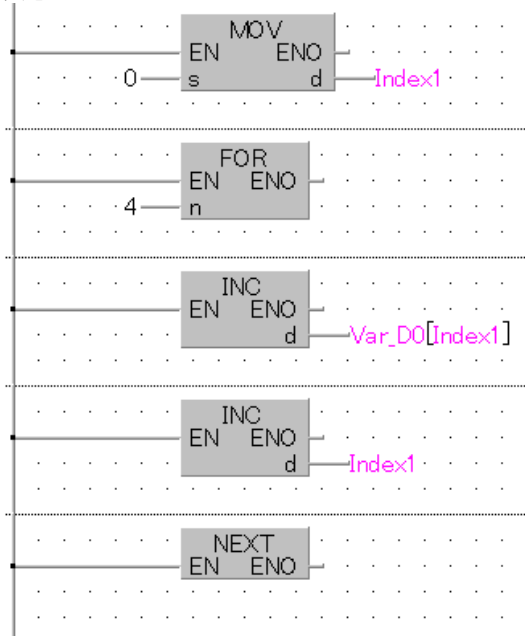 MOV
EN ENO
0 s d Index1
FOR
EN ENO
4 n
INC
EN ENO
d Var_D0[Index1]
INC
EN ENO
d Index1
NEXT
EN ENO